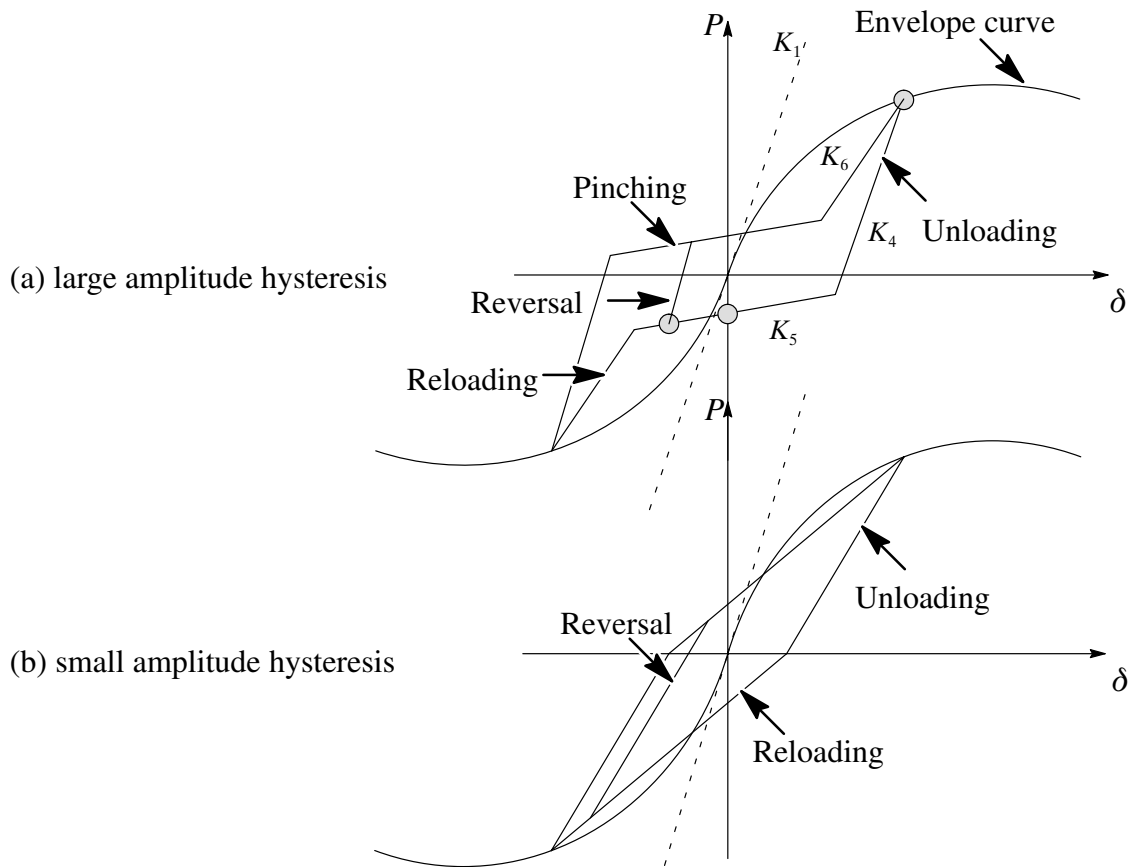 P
K1
Envelope curve
K6
Pinching
K4
Unloading
(a) large amplitude hysteresis
δ
Reversal
K5
Reloading
P
Unloading
Reversal
(b) small amplitude hysteresis
δ
Reloading